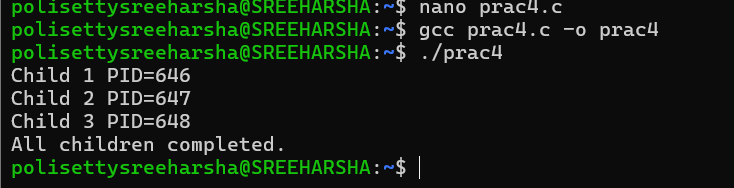 polisettysreeharsha@SREEHARSHA:~$ nano prac4.c
polisettysreeharsha@SREEHARSHA:~$ gcc prac4.c -o prac4
polisettysreeharsha@SREEHARSHA:~$ ./prac4
Child 1 PID=646
Child 2 PID=647
Child 3 PID=648
All children completed.
polisettysreeharsha@SREEHARSHA:~$